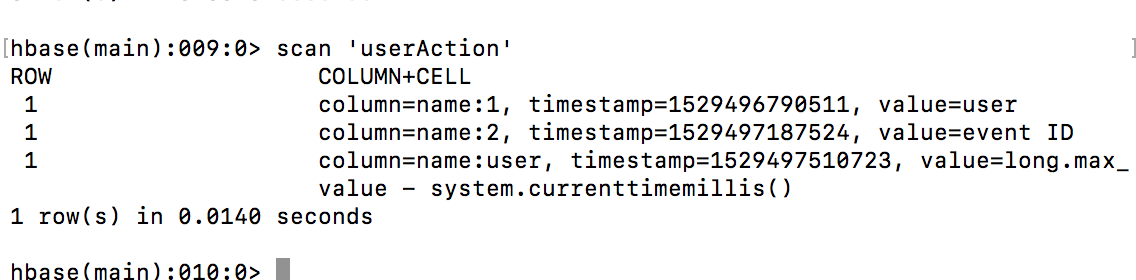 hbase(main):009:0> scan 'userAction'
ROW COLUMN+CELL
1 column=name:1, timestamp=1529496790511, value=user
1 column=name:2, timestamp=1529497187524, value=event ID
1 column=name:user, timestamp=1529497510723, value=long.max_
value – system.currenttimemillis()
1 row(s) in 0.0140 seconds
hbase(main):010:0>